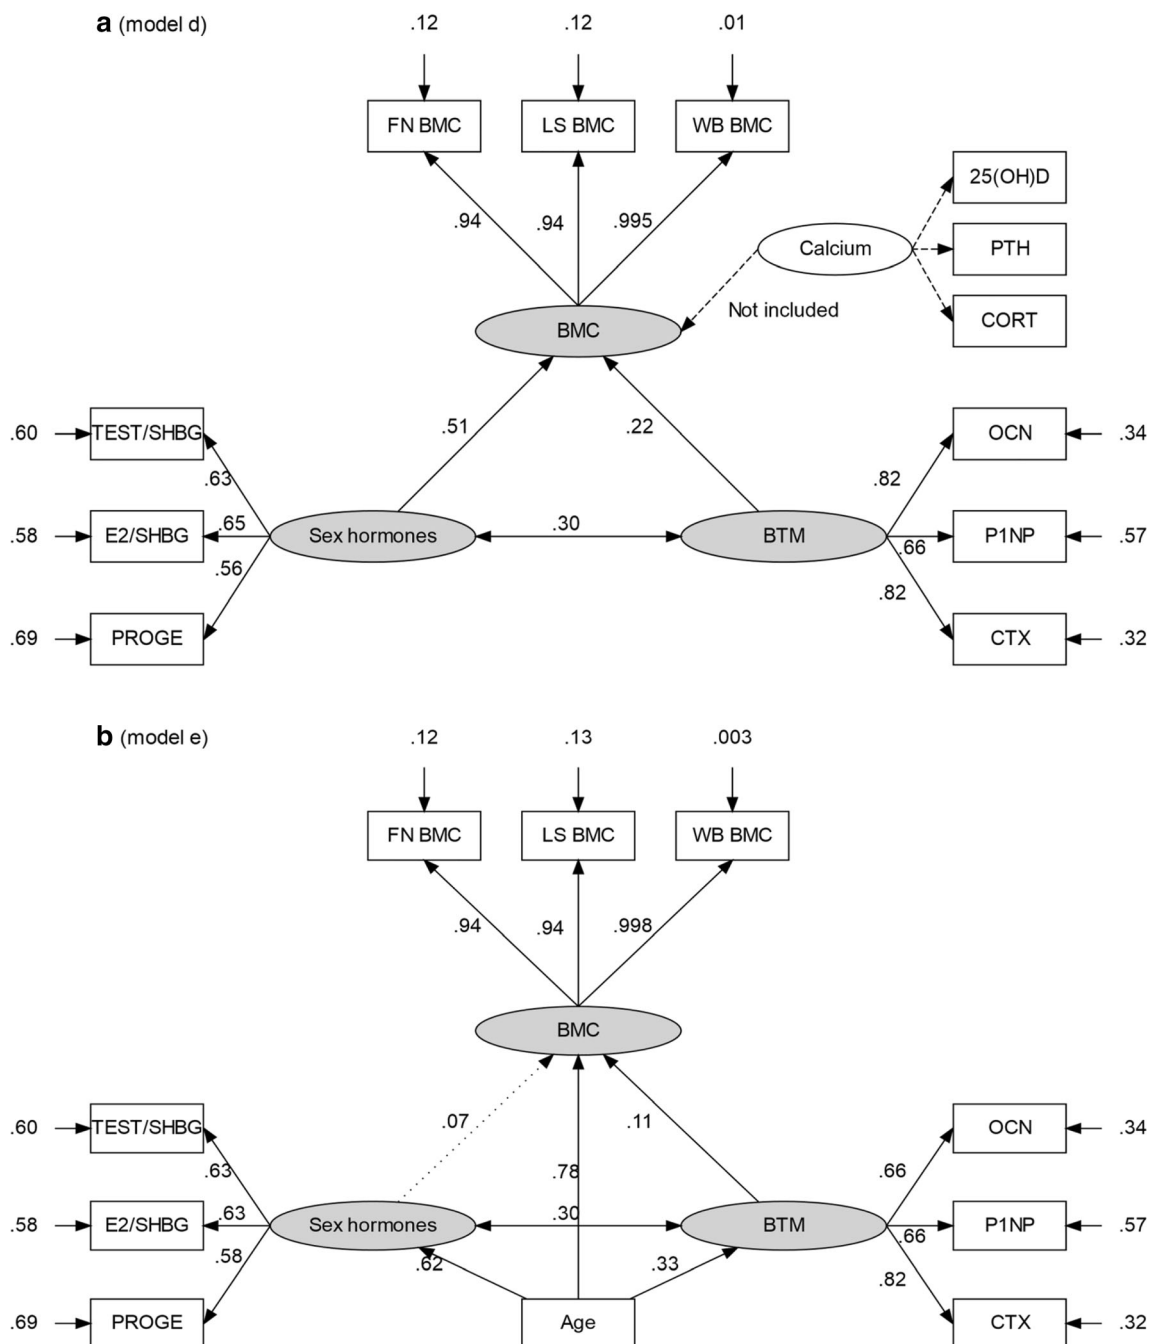 a (model d)
.12 .12 .01
FN BMC LS BMC WB BMC
25(OH)D
.94 .94 .995
Calcium PTH
Not included
CORT
BMC
.51 .22
.60 TEST/SHBG OCN .34
.63 .82
.58 E2/SHBG .65 Sex hormones .30 BTM .66 P1NP .57
.56 .82
.69 PROGE CTX .32
b (model e)
.12 .13 .003
FN BMC LS BMC WB BMC
.94 .94 .998
BMC
.07 .11
.60 TEST/SHBG OCN .34
.63 .78 .66
.58 E2/SHBG .63 Sex hormones .30 BTM .66 P1NP .57
.58 .62 .33 .82
.69 PROGE Age CTX .32